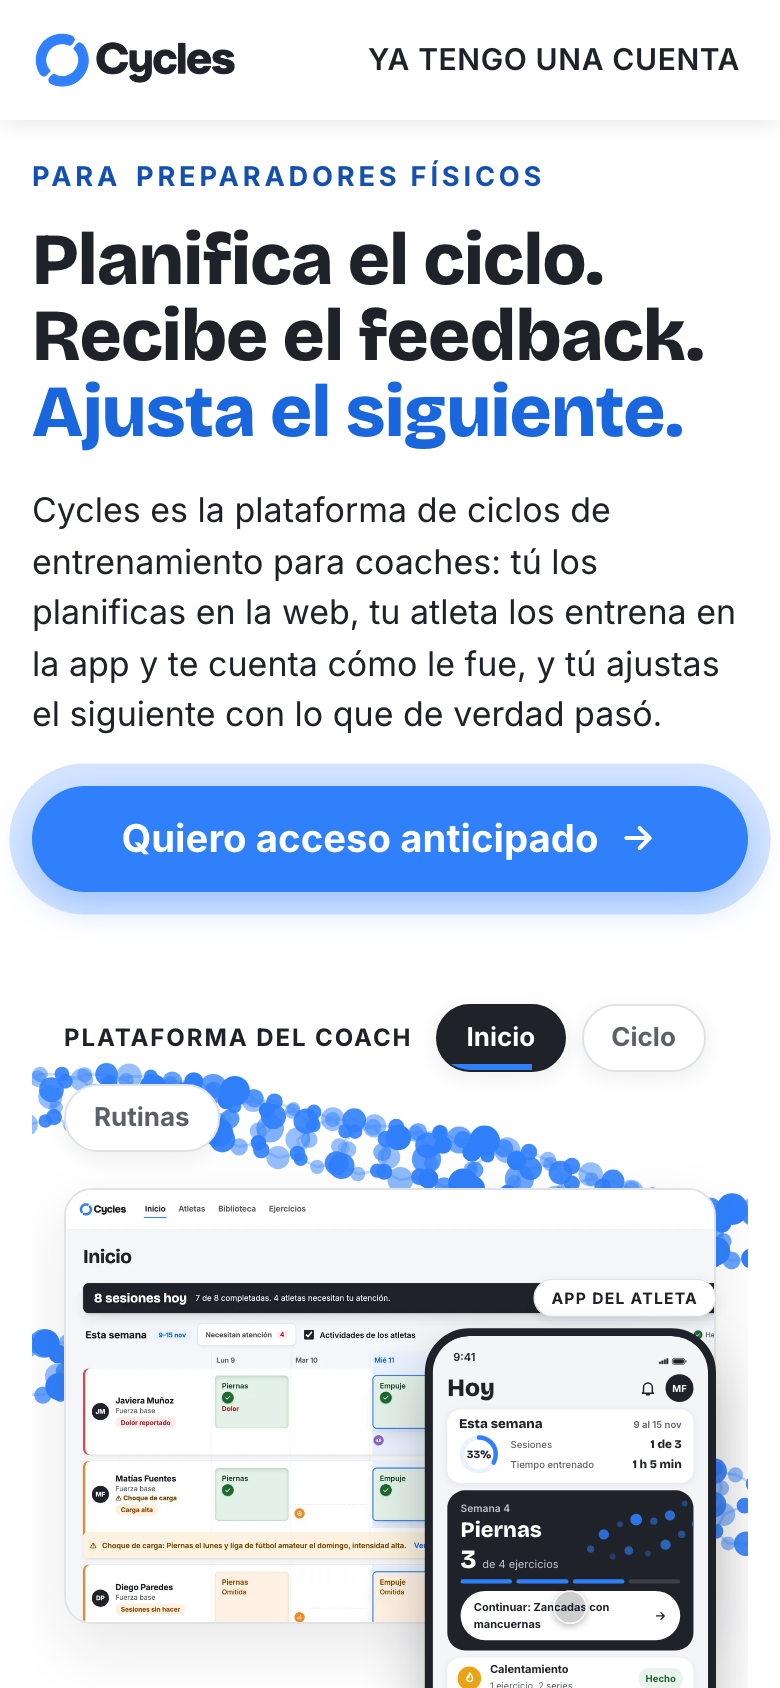 Cycles
YA TENGO UNA CUENTA
PARA PREPARADORES FÍSICOS
Planifica el ciclo.
Recibe el feedback.
Ajusta el siguiente.
Cycles es la plataforma de ciclos de
entrenamiento para coaches: tú los
planificas en la web, tu atleta los entrena en
la app y te cuenta cómo le fue, y tú ajustas
el siguiente con lo que de verdad pasó.
Quiero acceso anticipado →
PLATAFORMA DEL COACH
Inicio
Ciclo
Rutinas
Cycles Inicio Atletas Biblioteca Ejercicios
Inicio
8 sesiones hoy 7 de 8 completadas. 4 atletas necesitan tu atención.
APP DEL ATLETA
Esta semana 9–15 nov Necesitan atención 4 Actividades de los atletas
He
Lun 9 Mar 10 Mié 11
JM
Javiera Muñoz
Fuerza base
Dolor reportado
Piernas
Dolor
Empuje
MF
Matías Fuentes
Fuerza base
Choque de carga
Carga alta
Piernas
Empuje
Choque de carga: Piernas el lunes y liga de fútbol amateur el domingo, intensidad alta. Ver
DP
Diego Paredes
Fuerza base
Sesiones sin hacer
Piernas
Omitida
Empuje
Omitida
9:41
Hoy
MF
Esta semana 9 al 15 nov
33%
Sesiones 1 de 3
Tiempo entrenado 1 h 5 min
Semana 4
Piernas
3 de 4 ejercicios
Continuar: Zancadas con
mancuernas →
Calentamiento
1 ejercicio, 2 series
Hecho